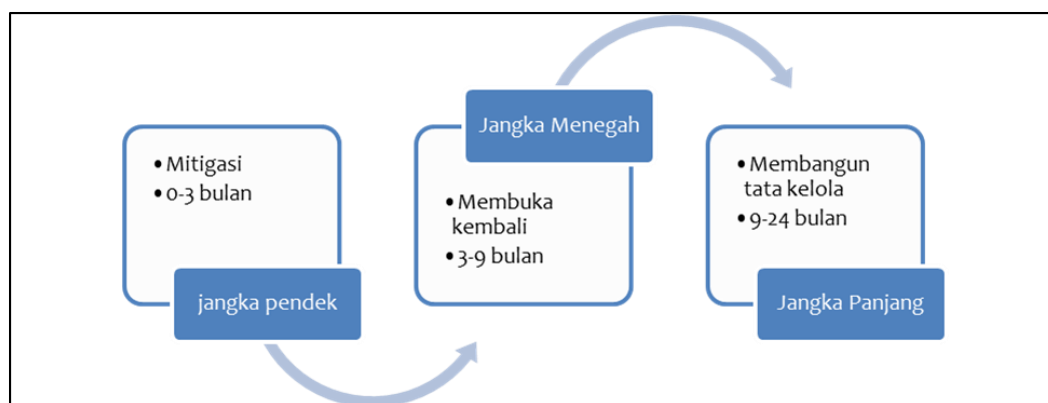 • Mitigasi
• 0-3 bulan
jangka pendek
Jangka Menegah
• Membuka
kembali
• 3-9 bulan
• Membangun
tata kelola
• 9-24 bulan
Jangka Panjang